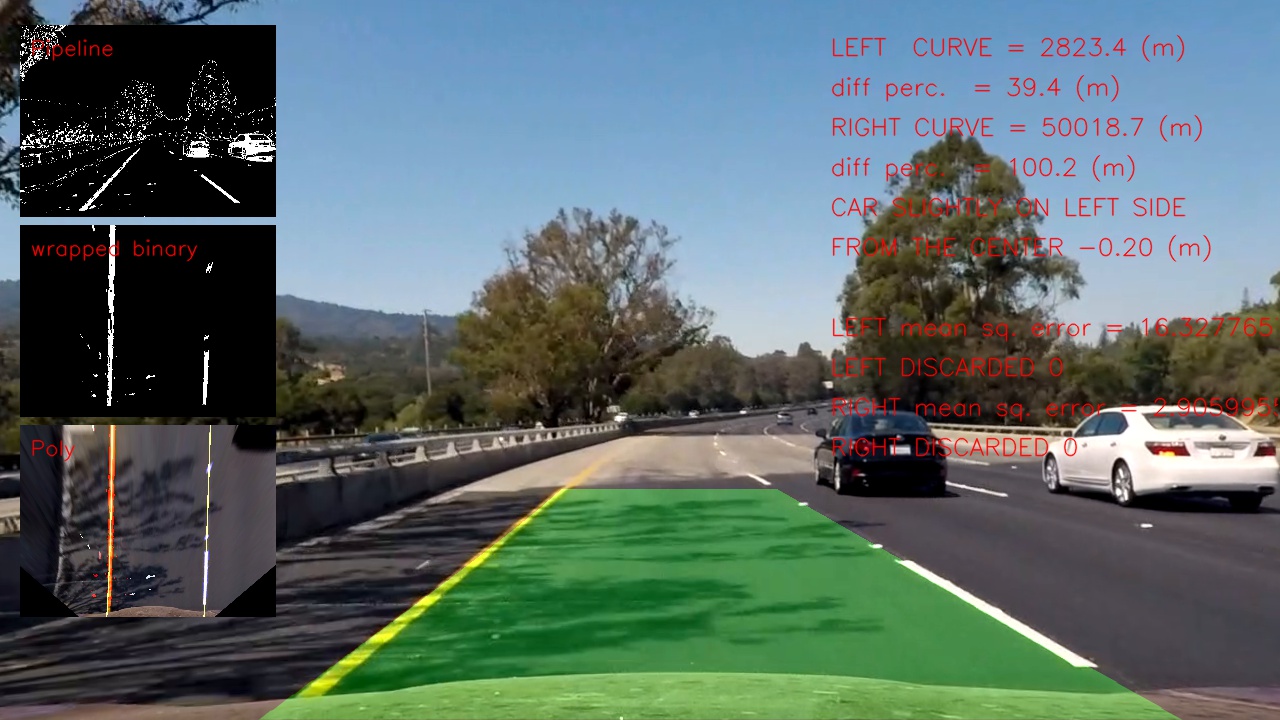 Pipeline
wrapped binary
Poly
LEFT CURVE = 2823.4 (m)
diff perc. = 39.4 (m)
RIGHT CURVE = 50018.7 (m)
diff perc. = 100.2 (m)
CAR SLIGHTLY ON LEFT SIDE
FROM THE CENTER -0.20 (m)
LEFT mean sq. error = 16.327765
LEFT DISCARDED 0
RIGHT mean sq. error = 2.905995
RIGHT DISCARDED 0